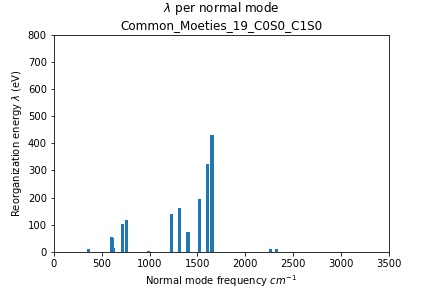 λ per normal mode
Common_Moeties_19_C0S0_C1S0
800
700
600
500
400
300
200
100
0
Reorganization energy λ (eV)
0 500 1000 1500 2000 2500 3000 3500
Normal mode frequency cm⁻¹